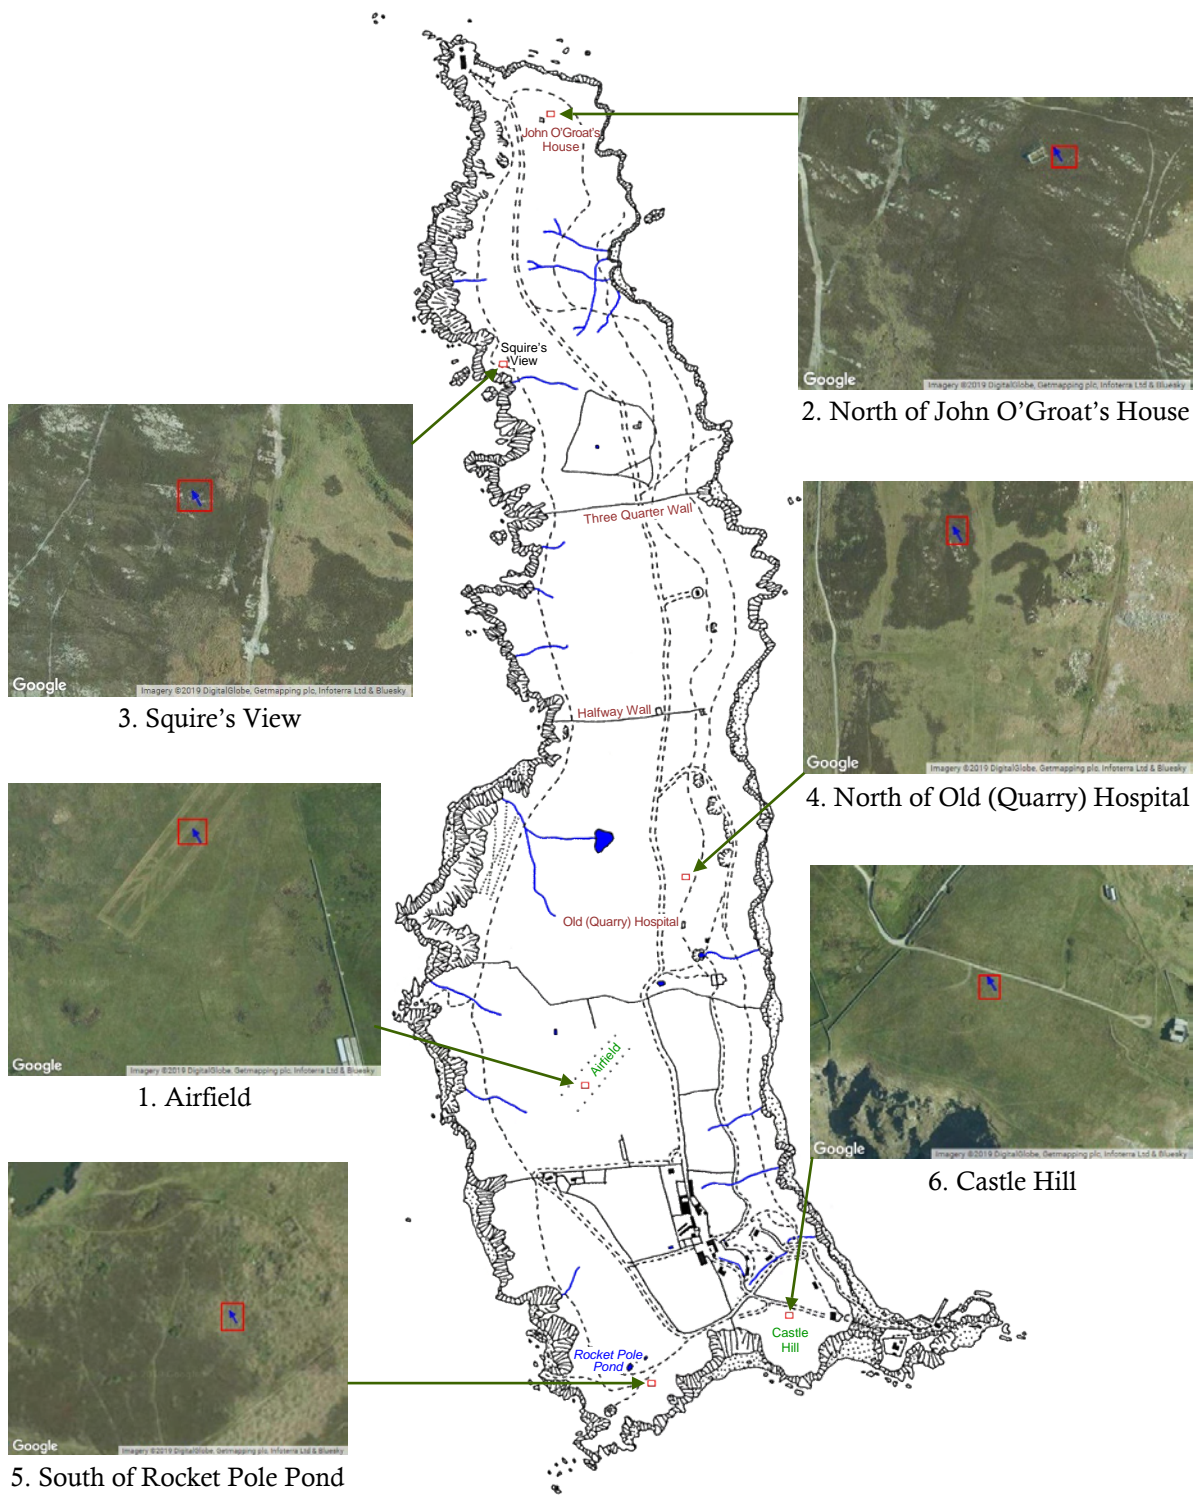 John O'Groat's
House
Google
Imagery ©2019 DigitalGlobe, Getmapping plc, Infoterra Ltd & Bluesky
2. North of John O'Groat's House
Squire's
View
Google
Imagery ©2019 DigitalGlobe, Getmapping plc, Infoterra Ltd & Bluesky
3. Squire's View
Three Quarter Wall
Halfway Wall
Google
Imagery ©2019 DigitalGlobe, Getmapping plc, Infoterra Ltd & Bluesky
4. North of Old (Quarry) Hospital
Old (Quarry) Hospital
Airfield
Google
Imagery ©2019 DigitalGlobe, Getmapping plc, Infoterra Ltd & Bluesky
1. Airfield
Google
Imagery ©2019 DigitalGlobe, Getmapping plc, Infoterra Ltd & Bluesky
6. Castle Hill
Castle
Hill
Rocket Pole
Pond
Google
Imagery ©2019 DigitalGlobe, Getmapping plc, Infoterra Ltd & Bluesky
5. South of Rocket Pole Pond